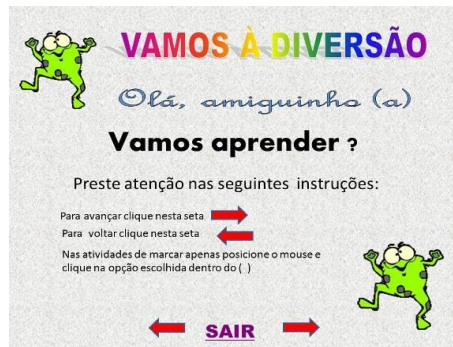 VAMOS À DIVERSÃO
Olá, amiguinho (a)
Vamos aprender ?
Preste atenção nas seguintes instruções:
Para avançar clique nesta seta
Para voltar clique nesta seta
Nas atividades de marcar apenas posicione o mouse e
clique na opção escolhida dentro do ( )
SAIR